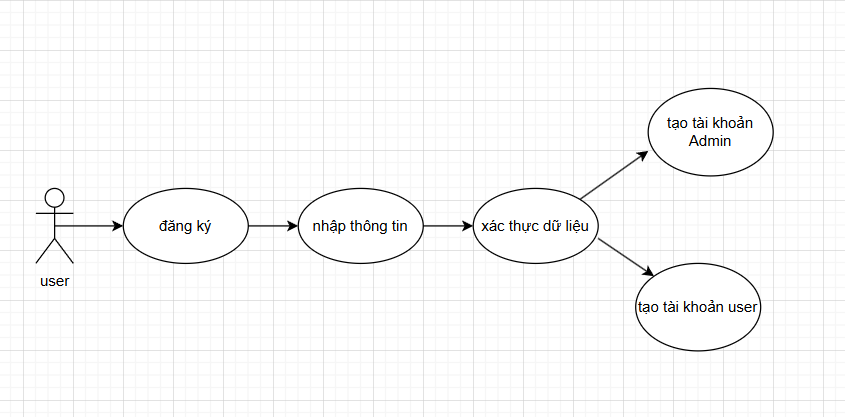 user
đăng ký
nhập thông tin
xác thực dữ liệu
tạo tài khoản
Admin
tạo tài khoản user